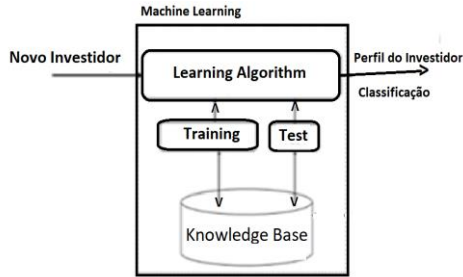 Machine Learning
Novo Investidor
Learning Algorithm
Perfil do Investidor
Classificação
Training
Test
Knowledge Base